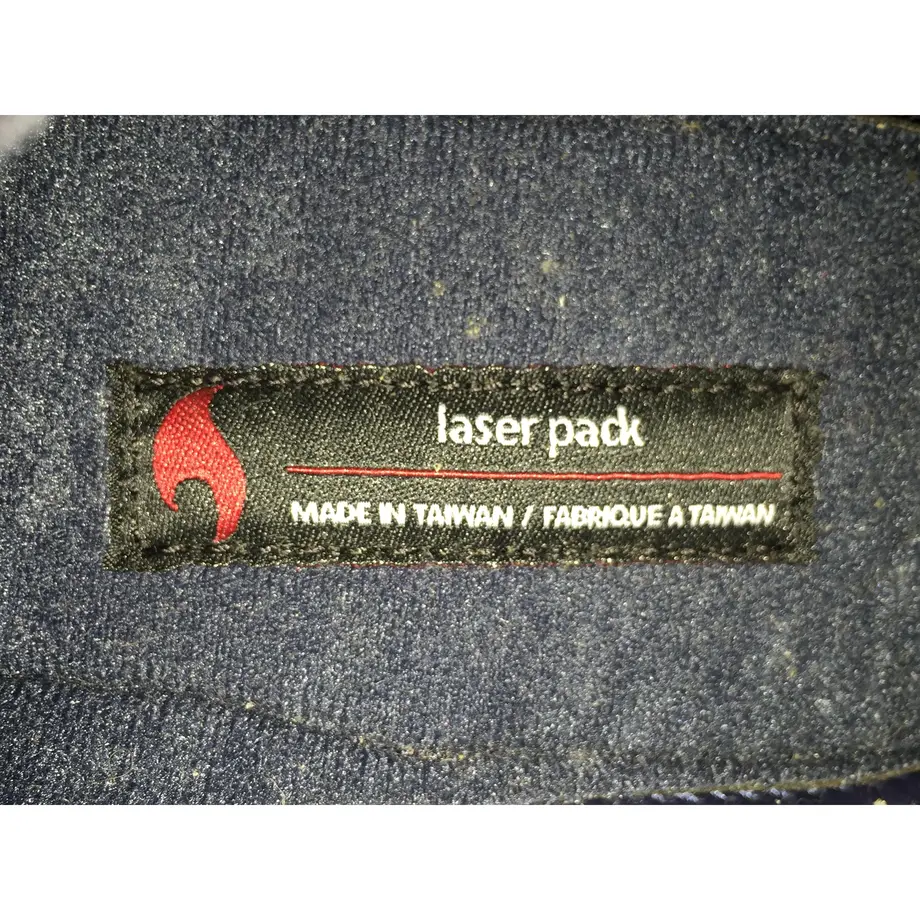 laser pack
MADE IN TAIWAN / FABRIQUE A TAIWAN